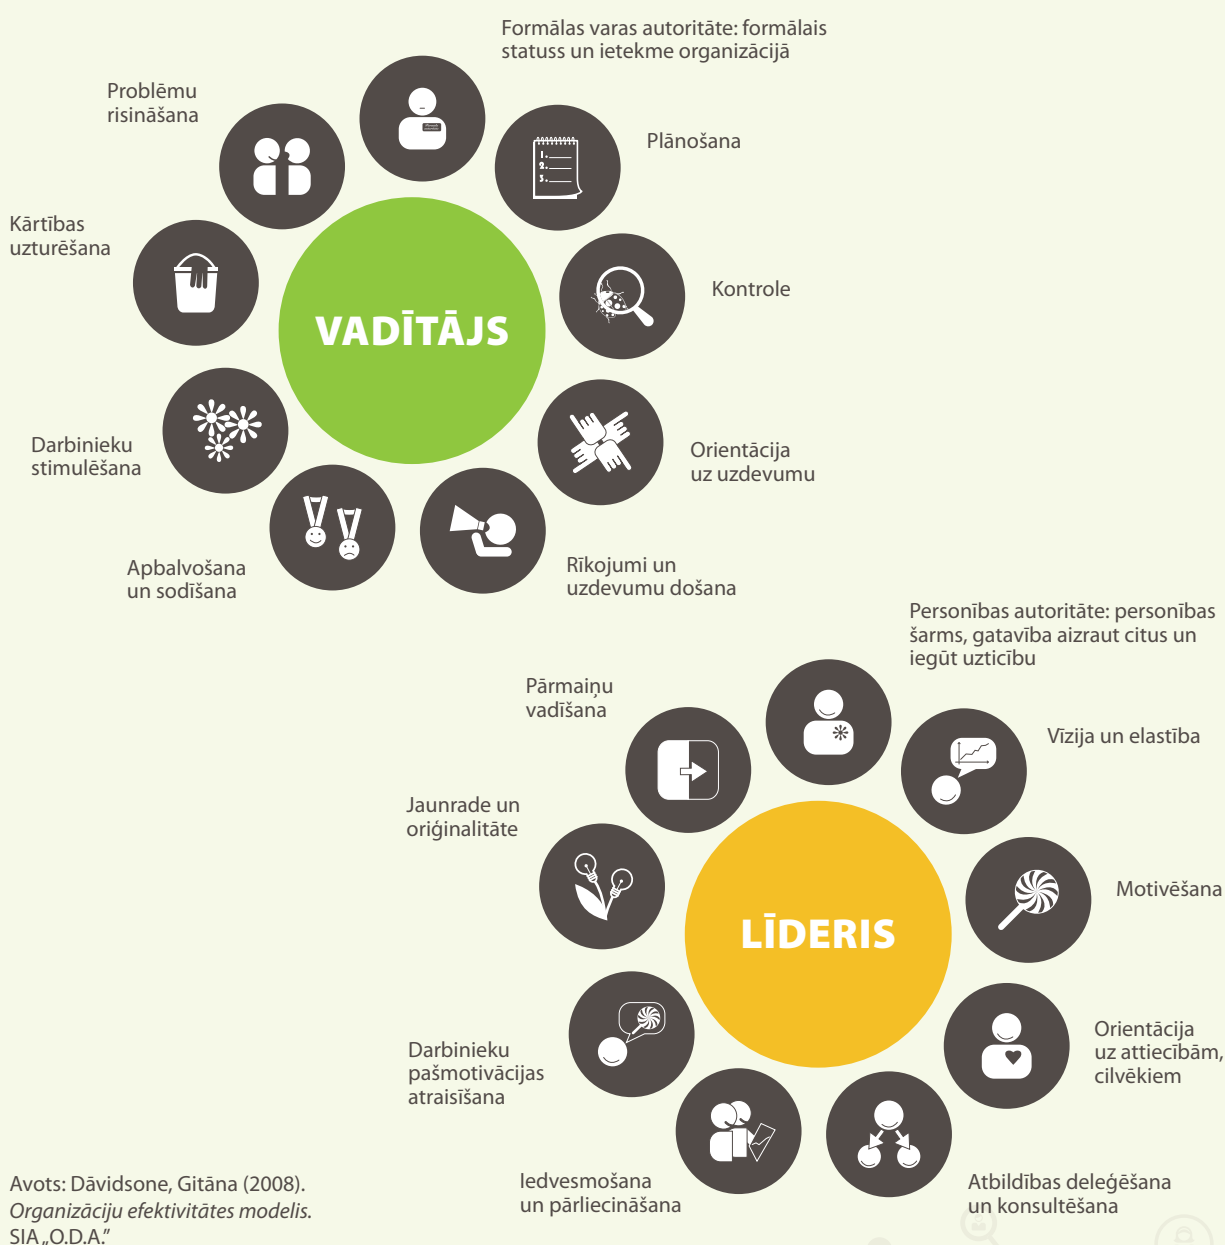 Formālas varas autoritāte: formālais
statuss un ietekme organizācijā
Problēmu
risināšana
Plānošana
Kārtības
uzturēšana
Kontrole
VADĪTĀJS
Darbinieku
stimulēšana
Orientācija
uz uzdevumu
Apbalvošana
un sodīšana
Rīkojumi un
uzdevumu došana
Personības autoritāte: personības
šarms, gatavība aizraut citus un
iegūt uzticību
Pārmaiņu
vadīšana
Vīzija un elastība
Jaunrade un
oriģinalitāte
Motivēšana
LĪDERIS
Darbinieku
pašmotivācijas
atraisīšana
Orientācija
uz attiecībām,
cilvēkiem
Iedvesmošana
un pārliecināšana
Atbildības deleģēšana
un konsultēšana
Avots: Dāvidsone, Gitāna (2008).
Organizāciju efektivitātes modelis.
SIA „O.D.A.”
1.
2.
3.